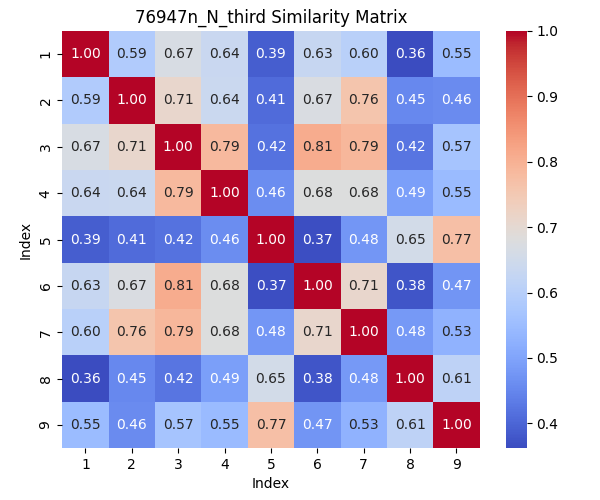 76947n_N_third Similarity Matrix
1 1.00 0.59 0.67 0.64 0.39 0.63 0.60 0.36 0.55
2 0.59 1.00 0.71 0.64 0.41 0.67 0.76 0.45 0.46
3 0.67 0.71 1.00 0.79 0.42 0.81 0.79 0.42 0.57
4 0.64 0.64 0.79 1.00 0.46 0.68 0.68 0.49 0.55
5 0.39 0.41 0.42 0.46 1.00 0.37 0.48 0.65 0.77
6 0.63 0.67 0.81 0.68 0.37 1.00 0.71 0.38 0.47
7 0.60 0.76 0.79 0.68 0.48 0.71 1.00 0.48 0.53
8 0.36 0.45 0.42 0.49 0.65 0.38 0.48 1.00 0.61
9 0.55 0.46 0.57 0.55 0.77 0.47 0.53 0.61 1.00
1 2 3 4 5 6 7 8 9
Index
Index
1.0
0.9
0.8
0.7
0.6
0.5
0.4